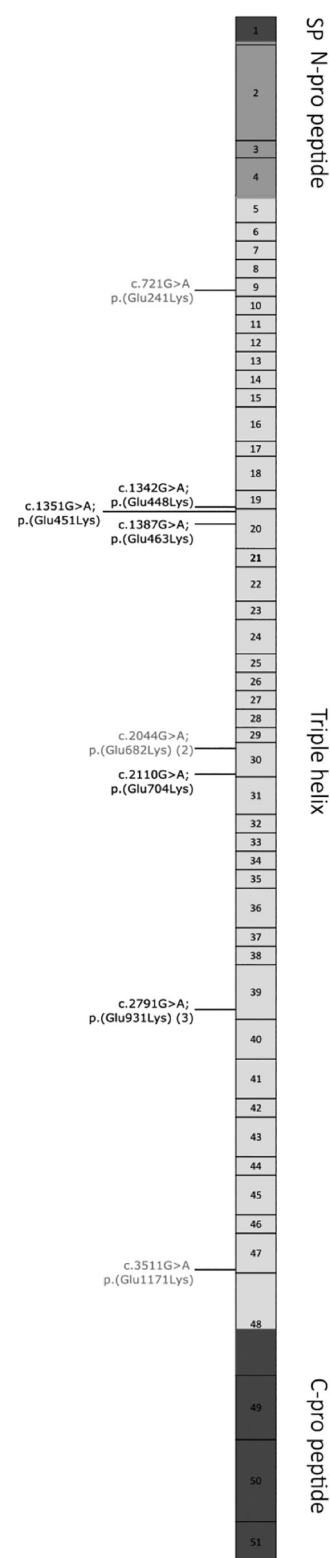 SP N-pro peptide
1
2
3
4
5
6
7
8
c.721G>A
p.(Glu241Lys)
9
10
11
12
13
14
15
16
17
18
c.1342G>A;
p.(Glu448Lys)
19
c.1351G>A;
p.(Glu451Lys)
c.1387G>A;
p.(Glu463Lys)
20
21
22
23
24
25
26
27
28
Triple helix
29
c.2044G>A;
p.(Glu682Lys) (2)
30
c.2110G>A;
p.(Glu704Lys)
31
32
33
34
35
36
37
38
39
c.2791G>A;
p.(Glu931Lys) (3)
40
41
42
43
44
45
46
47
c.3511G>A
p.(Glu1171Lys)
48
C-pro peptide
49
50
51